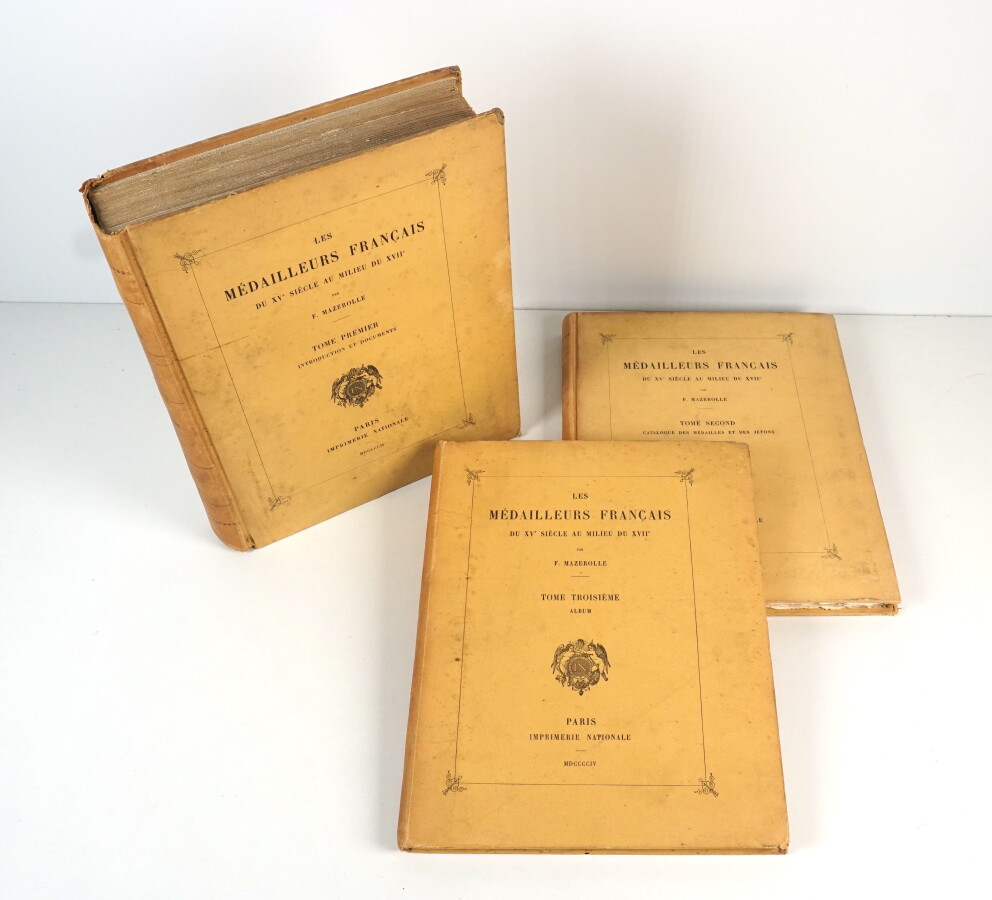 LES
MÉDAILLEURS FRANÇAIS
DU XVᵉ SIÈCLE AU MILIEU DU XVIIᵉ
PAR
F. MAZEROLLE
TOME PREMIER
INTRODUCTION ET DOCUMENTS
PARIS
IMPRIMERIE NATIONALE
LES
MÉDAILLEURS FRANÇAIS
DU XVᵉ SIÈCLE AU MILIEU DU XVIIᵉ
PAR
F. MAZEROLLE
TOME SECOND
CATALOGUE DES MÉDAILLES ET DES JETONS
LES
MÉDAILLEURS FRANÇAIS
DU XVᵉ SIÈCLE AU MILIEU DU XVIIᵉ
PAR
F. MAZEROLLE
TOME TROISIÈME
ALBUM
PARIS
IMPRIMERIE NATIONALE
MDCCCCIV